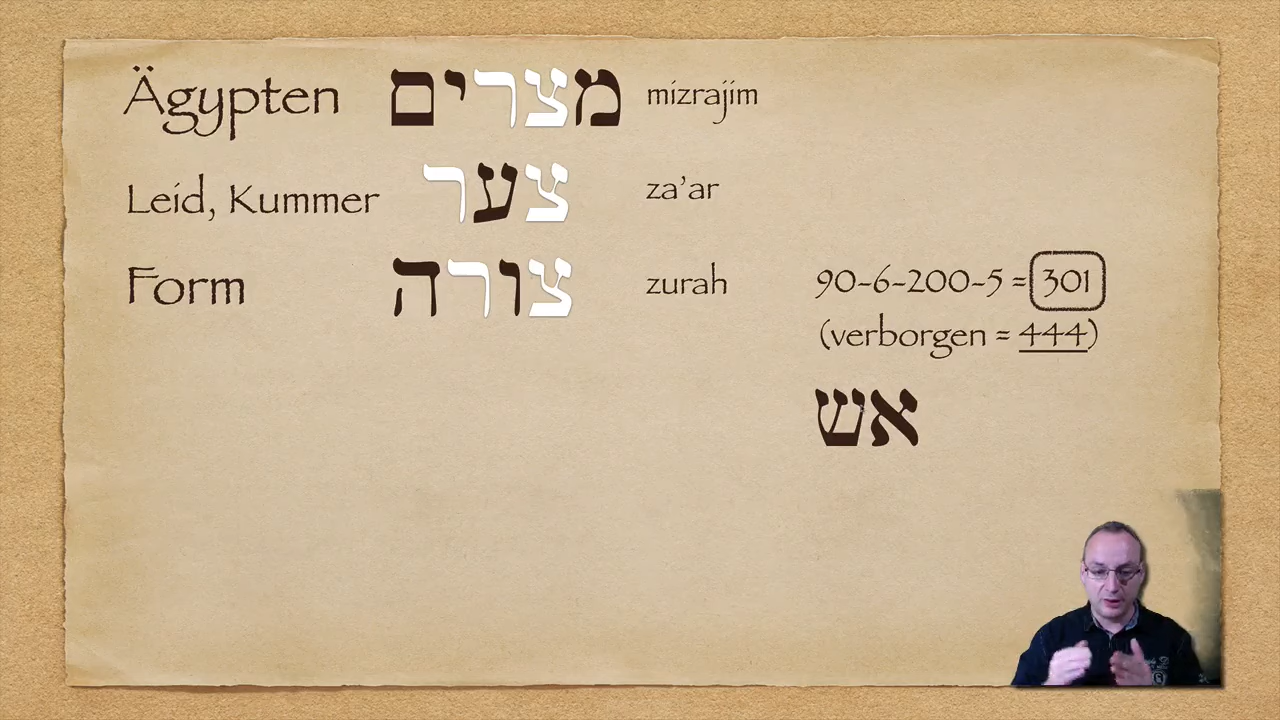 Ägypten מצרים mizrajim
Leid, Kummer צער za'ar
Form צורה zurah 90-6-200-5 = 301
(verborgen = 444)
אש